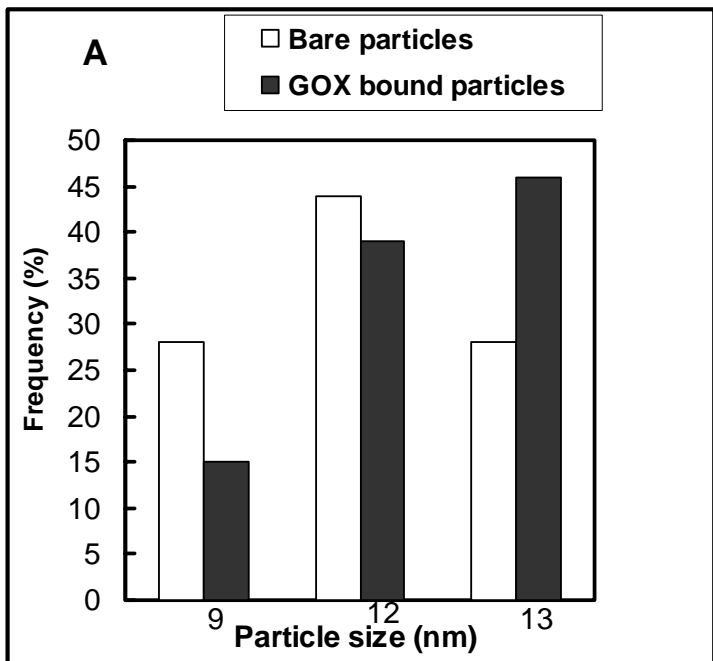 A
Bare particles
GOX bound particles
Frequency (%)
50
45
40
35
30
25
20
15
10
5
0
9 12 13
Particle size (nm)